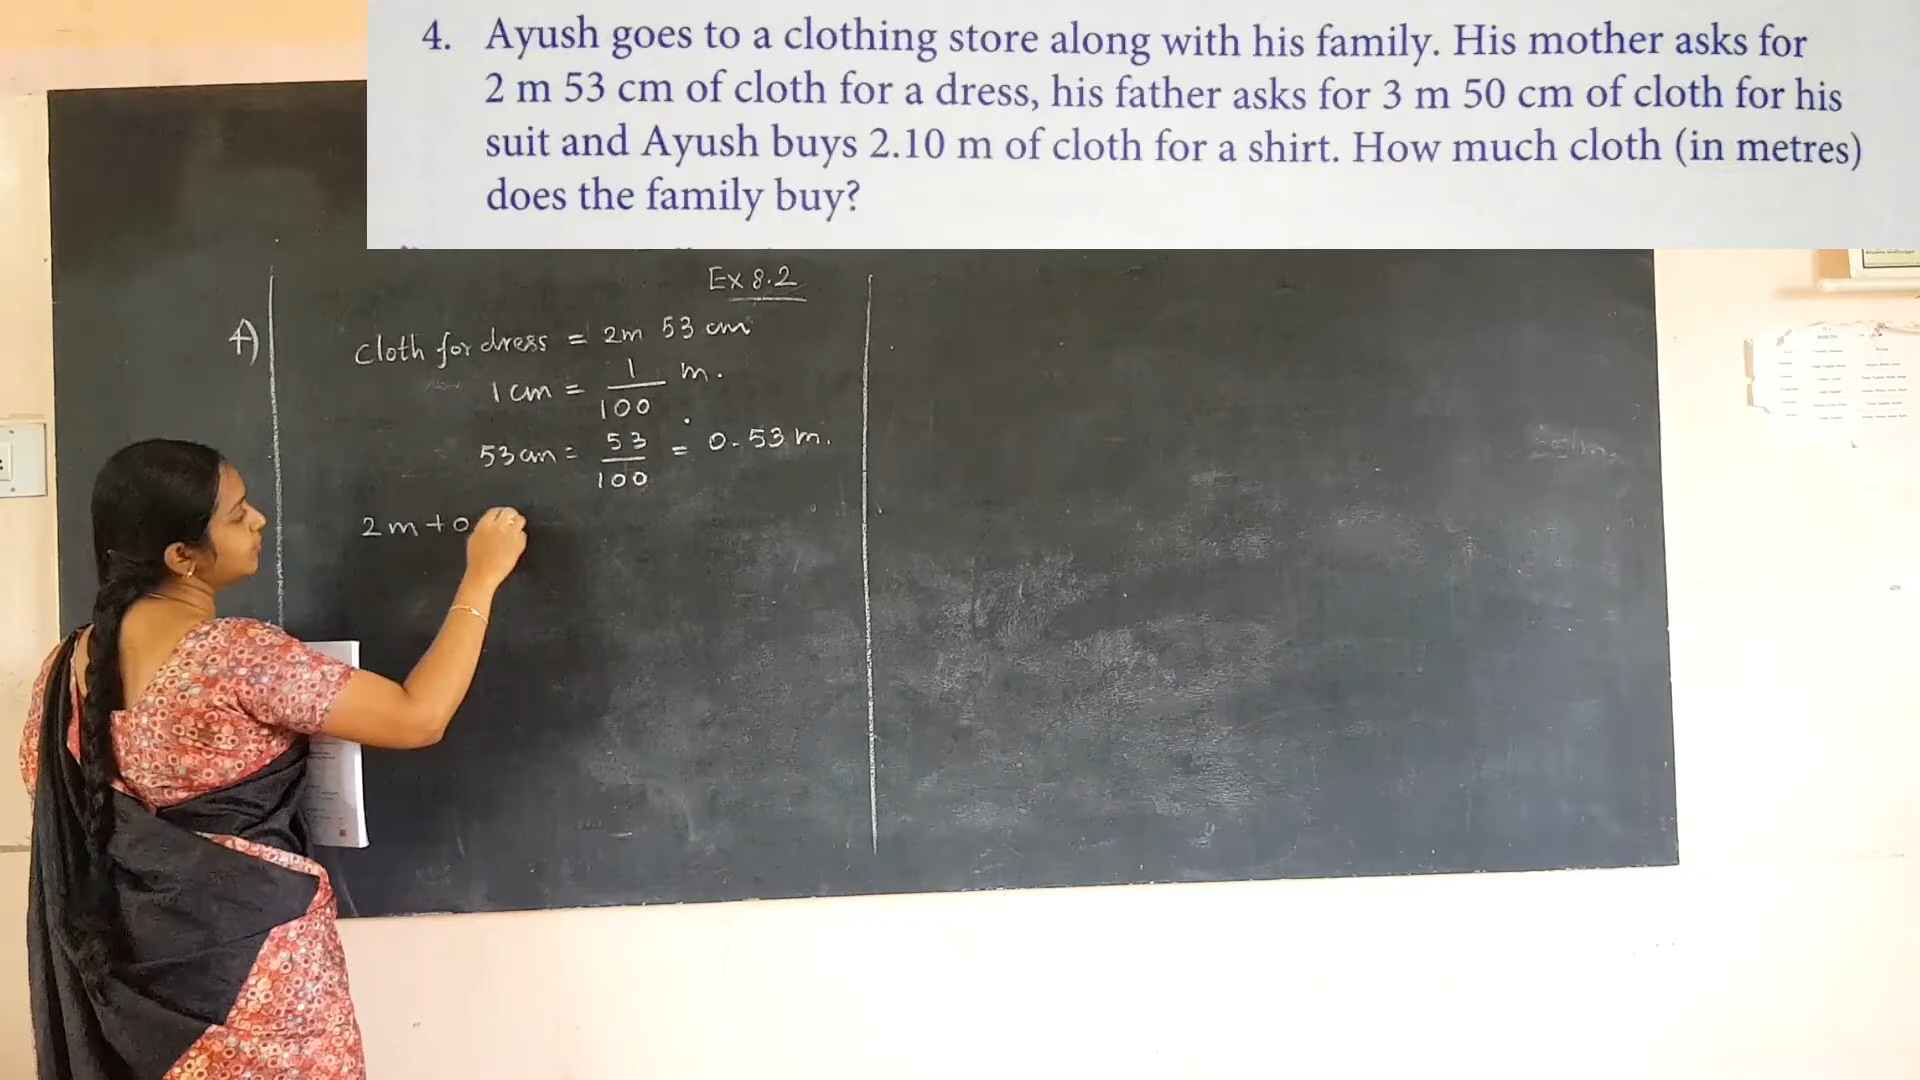 4. Ayush goes to a clothing store along with his family. His mother asks for
2 m 53 cm of cloth for a dress, his father asks for 3 m 50 cm of cloth for his
suit and Ayush buys 2.10 m of cloth for a shirt. How much cloth (in metres)
does the family buy?
Ex 8.2
4)
Cloth for dress = 2m 53 cm
1 cm = 1/100 m.
53 cm = 53/100 = 0.53 m.
2 m + 0